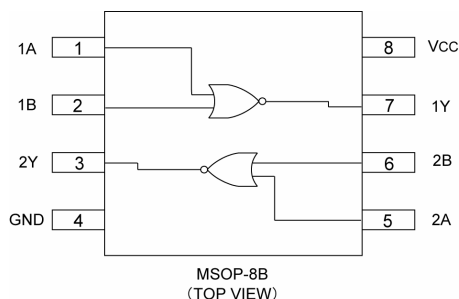 1A 1 8 VCC
1B 2 7 1Y
2Y 3 6 2B
GND 4 5 2A
MSOP-8B
(TOP VIEW)